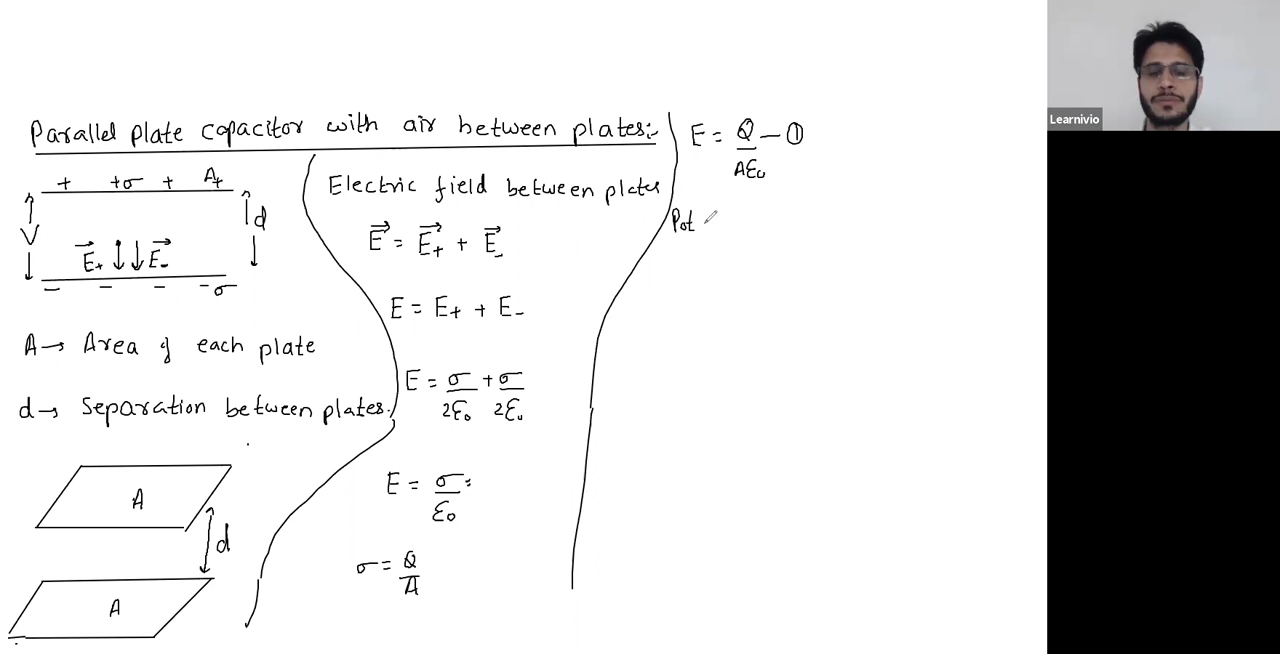 Parallel plate capacitor with air between plates:-
+ +σ + A+
V
d
E₊⃗ E₋⃗
− − − −σ
A → Area of each plate
d → Separation between plates.
A
d
A
Electric field between plates
E⃗ = E₊⃗ + E₋⃗
E = E₊ + E₋
E = σ/2ε₀ + σ/2ε₀
E = σ/ε₀
σ = Q/A
E = Q/Aε₀ — ①
Pot
Learnivio